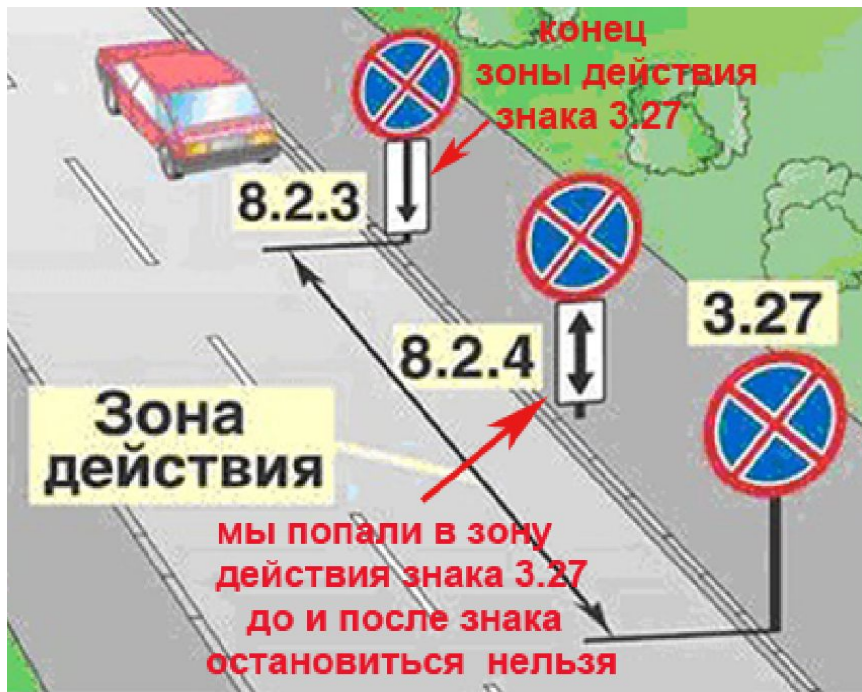 конец
зоны действия
знака 3.27
8.2.3
3.27
8.2.4
Зона
действия
мы попали в зону
действия знака 3.27
до и после знака
остановиться нельзя